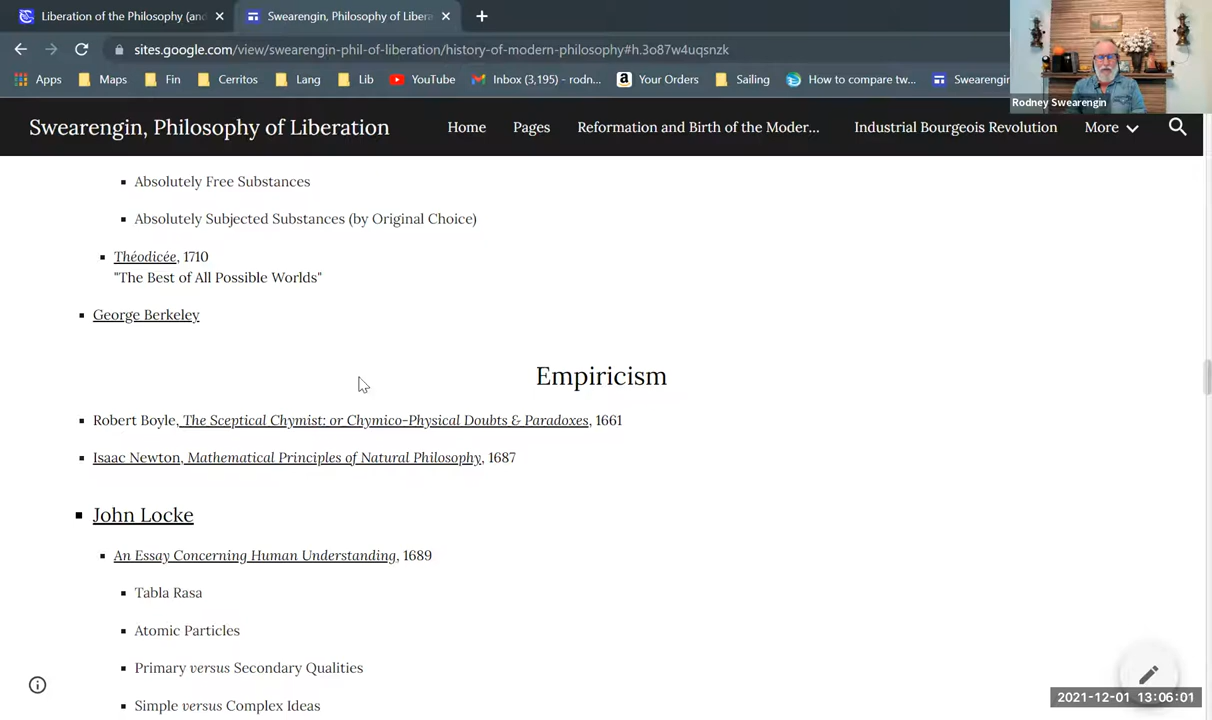 Liberation of the Philosophy (and
Swearengin, Philosophy of Libera
sites.google.com/view/swearengin-phil-of-liberation/history-of-modern-philosophy#h.3o87w4uqsnzk
Apps Maps Fin Cerritos Lang Lib YouTube Inbox (3,195) - rodn... Your Orders Sailing How to compare tw... Swearengin
Rodney Swearengin
Swearengin, Philosophy of Liberation Home Pages Reformation and Birth of the Moder... Industrial Bourgeois Revolution More
Absolutely Free Substances
Absolutely Subjected Substances (by Original Choice)
Théodicée, 1710
"The Best of All Possible Worlds"
George Berkeley
Empiricism
Robert Boyle, The Sceptical Chymist: or Chymico-Physical Doubts & Paradoxes, 1661
Isaac Newton, Mathematical Principles of Natural Philosophy, 1687
John Locke
An Essay Concerning Human Understanding, 1689
Tabla Rasa
Atomic Particles
Primary versus Secondary Qualities
Simple versus Complex Ideas
2021-12-01 13:06:01